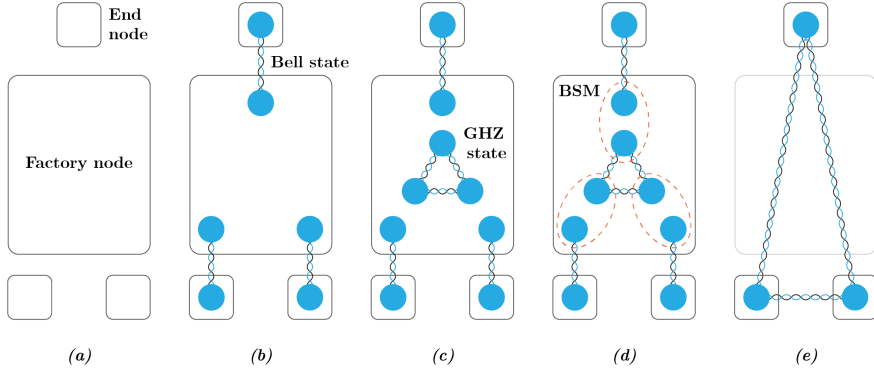 End
node
Factory node
(a)
Bell state
(b)
GHZ
state
(c)
BSM
(d)
(e)